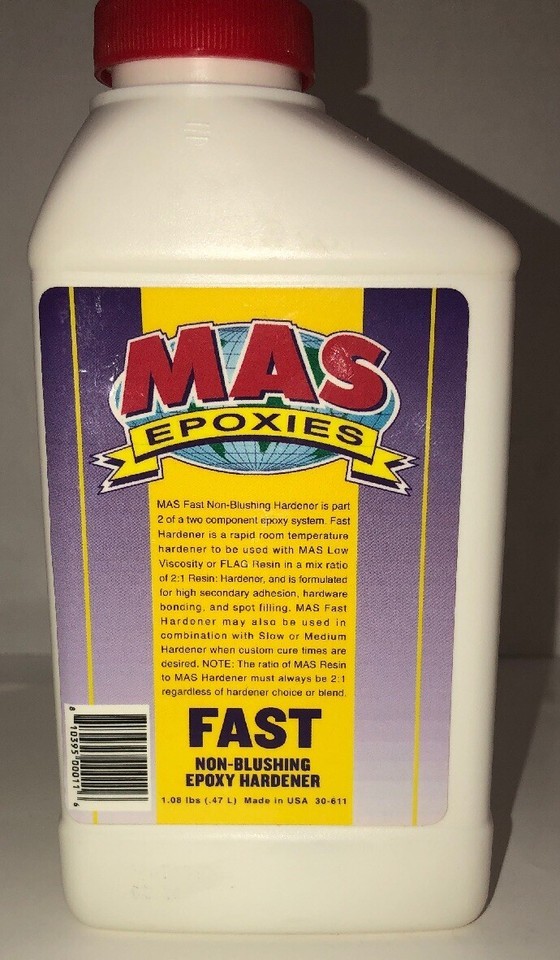 MAS
EPOXIES
MAS Fast Non-Blushing Hardener is part
2 of a two component epoxy system. Fast
Hardener is a rapid room temperature
hardener to be used with MAS Low
Viscosity or FLAG Resin in a mix ratio
of 2:1 Resin: Hardener, and is formulated
for high secondary adhesion, hardware
bonding, and spot filling. MAS Fast
Hardener may also be used in
combination with Slow or Medium
Hardener when custom cure times are
desired. NOTE: The ratio of MAS Resin
to MAS Hardener must always be 2:1
regardless of hardener choice or blend.
FAST
NON-BLUSHING
EPOXY HARDENER
1.08 lbs (.47 L) Made in USA 30-611
8 10395 00011 6